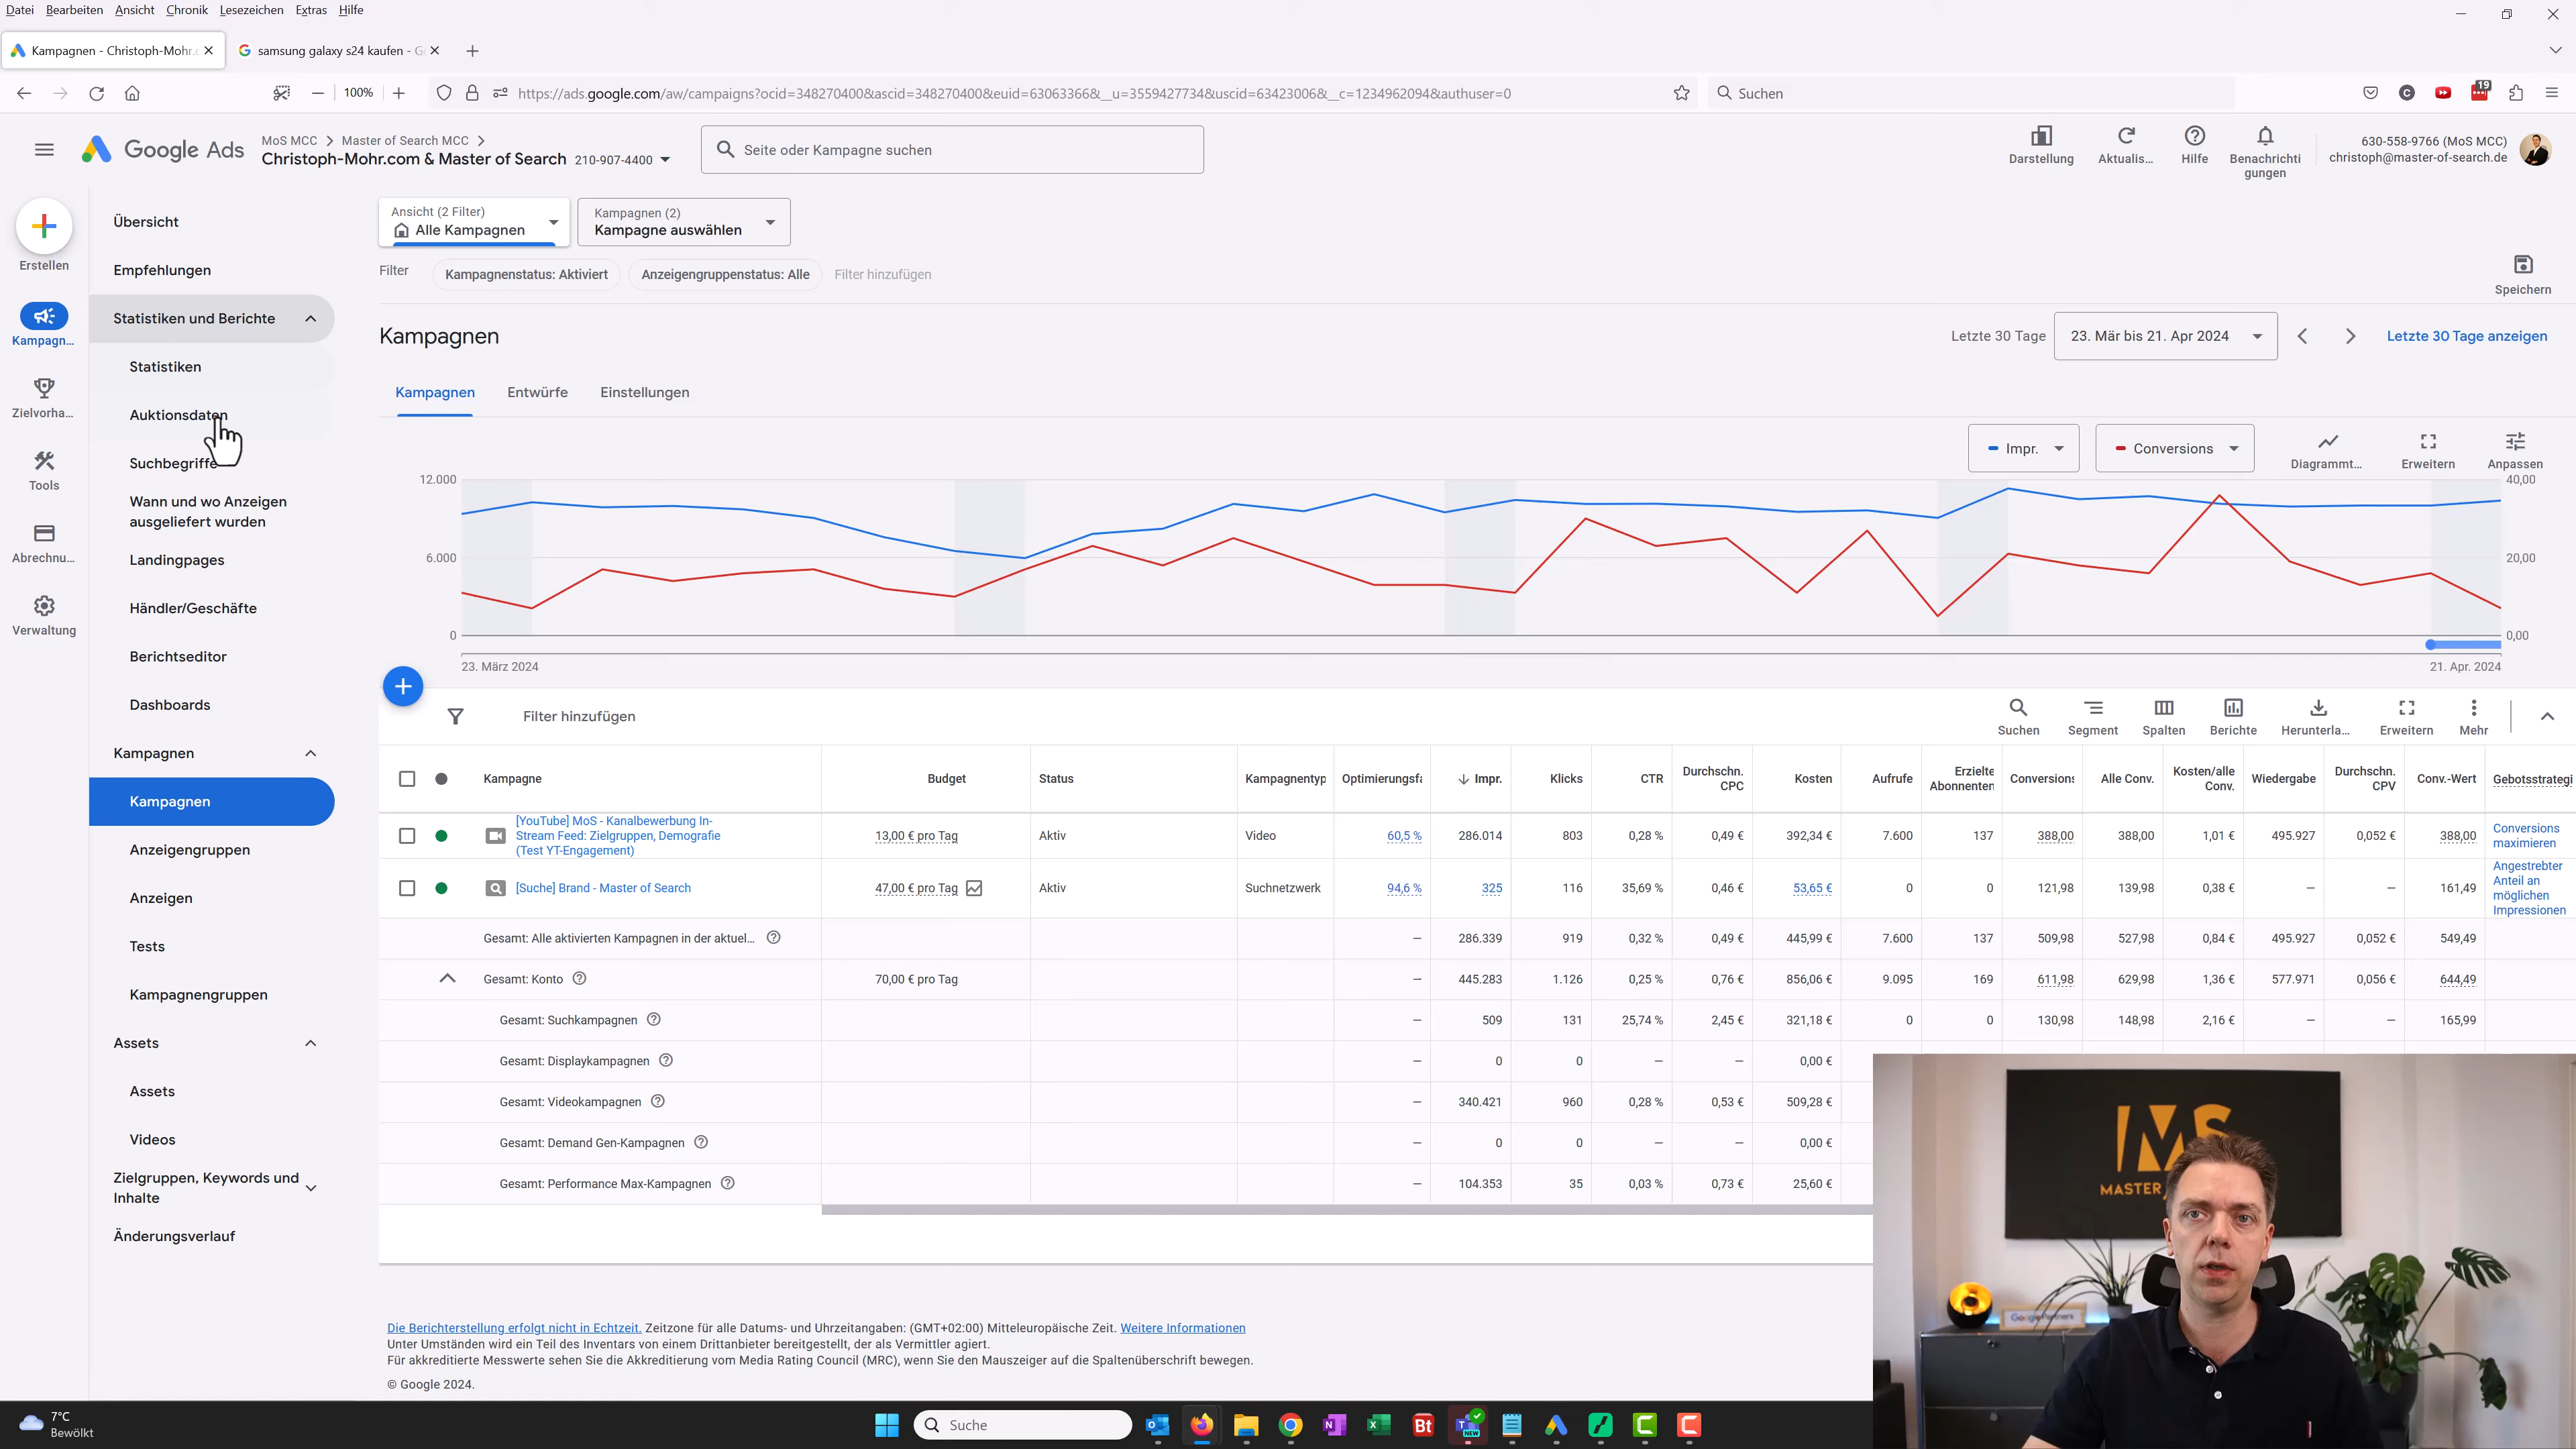 Datei Bearbeiten Ansicht Chronik Lesezeichen Extras Hilfe
Kampagnen - Christoph-Mohr.c
samsung galaxy s24 kaufen - G
100%
https://ads.google.com/aw/campaigns?ocid=348270400&ascid=348270400&euid=63063366&__u=3559427734&uscid=63423006&__c=1234962094&authuser=0
Suchen
19
Google Ads
MoS MCC
Master of Search MCC
Christoph-Mohr.com & Master of Search 210-907-4400
Seite oder Kampagne suchen
Darstellung
Aktualis...
Hilfe
Benachrichti
gungen
630-558-9766 (MoS MCC)
christoph@master-of-search.de
Erstellen
Kampagn...
Zielvorha...
Tools
Abrechnu...
Verwaltung
Übersicht
Empfehlungen
Statistiken und Berichte
Statistiken
Auktionsdaten
Suchbegriffe
Wann und wo Anzeigen
ausgeliefert wurden
Landingpages
Händler/Geschäfte
Berichtseditor
Dashboards
Kampagnen
Kampagnen
Anzeigengruppen
Anzeigen
Tests
Kampagnengruppen
Assets
Assets
Videos
Zielgruppen, Keywords und
Inhalte
Änderungsverlauf
Ansicht (2 Filter)
Alle Kampagnen
Kampagnen (2)
Kampagne auswählen
Filter
Kampagnenstatus: Aktiviert
Anzeigengruppenstatus: Alle
Filter hinzufügen
Speichern
Kampagnen
Letzte 30 Tage
23. Mär bis 21. Apr 2024
Letzte 30 Tage anzeigen
Kampagnen Entwürfe Einstellungen
Impr.
Conversions
Diagrammt...
Erweitern
Anpassen
12.000
6.000
0
40,00
20,00
0,00
23. März 2024
21. Apr. 2024
Filter hinzufügen
Suchen
Segment
Spalten
Berichte
Herunterla...
Erweitern
Mehr
Kampagne Budget Status Kampagnentyp Optimierungsfa Impr. Klicks CTR Durchschn. CPC Kosten Aufrufe Erzielte Abonnenten Conversions Alle Conv. Kosten/alle Conv. Wiedergabe Durchschn. CPV Conv.-Wert Gebotsstrategi
[YouTube] MoS - Kanalbewerbung In-
Stream Feed: Zielgruppen, Demografie
(Test YT-Engagement)
13,00 € pro Tag Aktiv Video 60,5 % 286.014 803 0,28 % 0,49 € 392,34 € 7.600 137 388,00 388,00 1,01 € 495.927 0,052 € 388,00
Conversions
maximieren
[Suche] Brand - Master of Search 47,00 € pro Tag Aktiv Suchnetzwerk 94,6 % 325 116 35,69 % 0,46 € 53,65 € 0 0 121,98 139,98 0,38 € — — 161,49
Angestrebter
Anteil an
möglichen
Impressionen
Gesamt: Alle aktivierten Kampagnen in der aktuel... — 286.339 919 0,32 % 0,49 € 445,99 € 7.600 137 509,98 527,98 0,84 € 495.927 0,052 € 549,49
Gesamt: Konto 70,00 € pro Tag — 445.283 1.126 0,25 % 0,76 € 856,06 € 9.095 169 611,98 629,98 1,36 € 577.971 0,056 € 644,49
Gesamt: Suchkampagnen — 509 131 25,74 % 2,45 € 321,18 € 0 0 130,98 148,98 2,16 € — — 165,99
Gesamt: Displaykampagnen — 0 0 — — 0,00 €
Gesamt: Videokampagnen — 340.421 960 0,28 % 0,53 € 509,28 €
Gesamt: Demand Gen-Kampagnen — 0 0 — — 0,00 €
Gesamt: Performance Max-Kampagnen — 104.353 35 0,03 % 0,73 € 25,60 €
Die Berichterstellung erfolgt nicht in Echtzeit. Zeitzone für alle Datums- und Uhrzeitangaben: (GMT+02:00) Mitteleuropäische Zeit. Weitere Informationen
Unter Umständen wird ein Teil des Inventars von einem Drittanbieter bereitgestellt, der als Vermittler agiert.
Für akkreditierte Messwerte sehen Sie die Akkreditierung vom Media Rating Council (MRC), wenn Sie den Mauszeiger auf die Spaltenüberschrift bewegen.
© Google 2024.
MASTER
Google Partners
7°C
Bewölkt
Suche
Bt
NEW